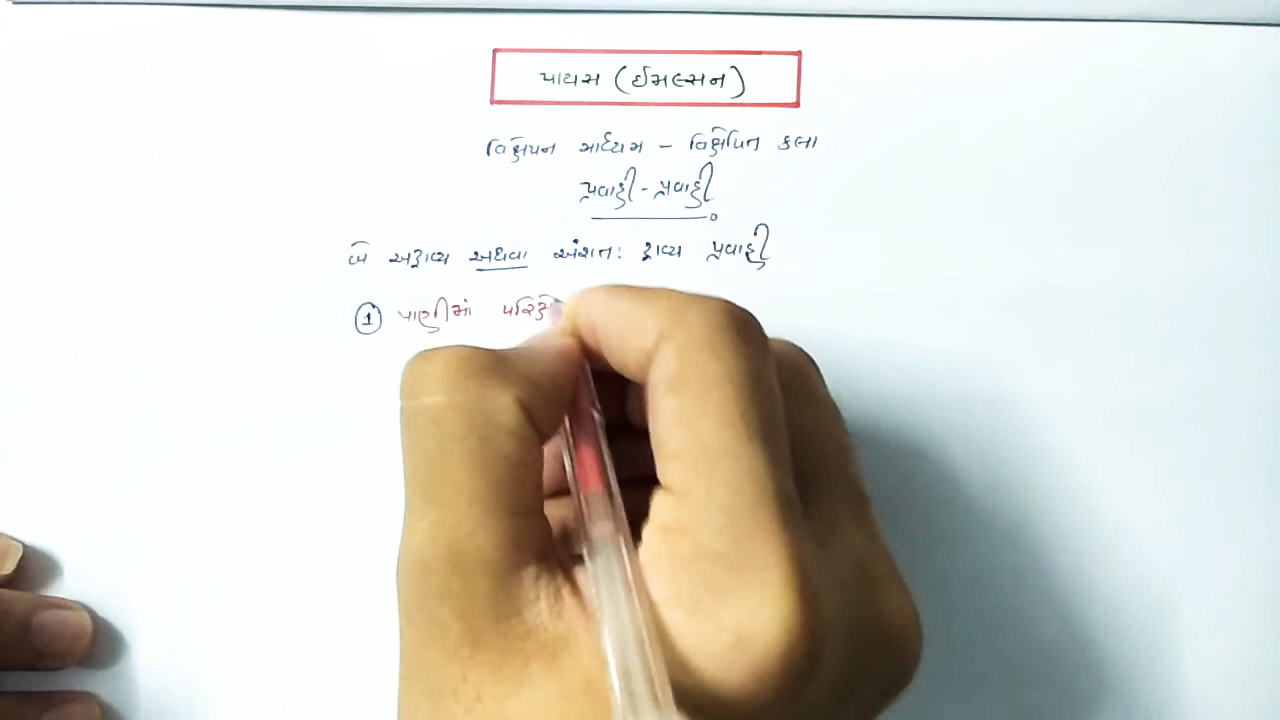 પાયસ (ઈમલ્સન)
વિક્ષેપન માધ્યમ - વિક્ષેપિત કલા
પ્રવાહી - પ્રવાહી
બે અદ્રાવ્ય અથવા અંશતઃ દ્રાવ્ય પ્રવાહી
① પાણીમાં